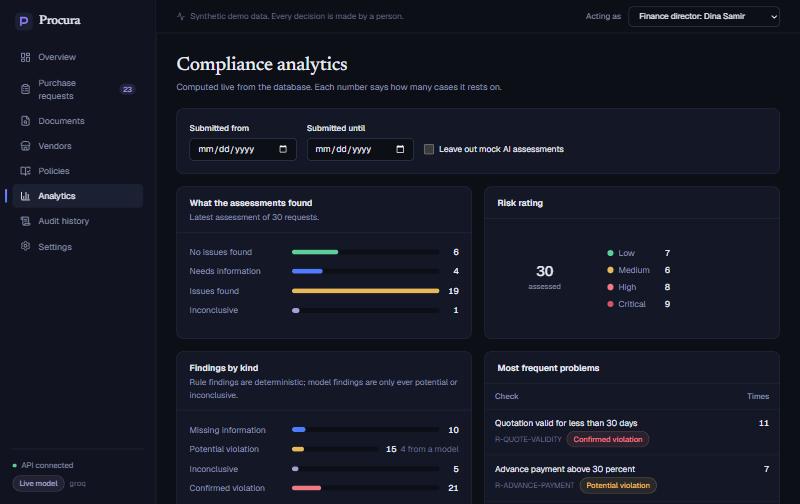 Procura
Synthetic demo data. Every decision is made by a person.
Acting as
Finance director: Dina Samir
Overview
Purchase
requests
23
Documents
Vendors
Policies
Analytics
Audit history
Settings
API connected
Live model
groq
Compliance analytics
Computed live from the database. Each number says how many cases it rests on.
Submitted from
Submitted until
mm/dd/yyyy
mm/dd/yyyy
Leave out mock AI assessments
What the assessments found
Latest assessment of 30 requests.
No issues found 6
Needs information 4
Issues found 19
Inconclusive 1
Risk rating
30
assessed
Low 7
Medium 6
High 8
Critical 9
Findings by kind
Rule findings are deterministic; model findings are only ever potential or
inconclusive.
Missing information 10
Potential violation 15 4 from a model
Inconclusive 5
Confirmed violation 21
Most frequent problems
Check Times
Quotation valid for less than 30 days 11
R-QUOTE-VALIDITY Confirmed violation
Advance payment above 30 percent 7
R-ADVANCE-PAYMENT Potential violation